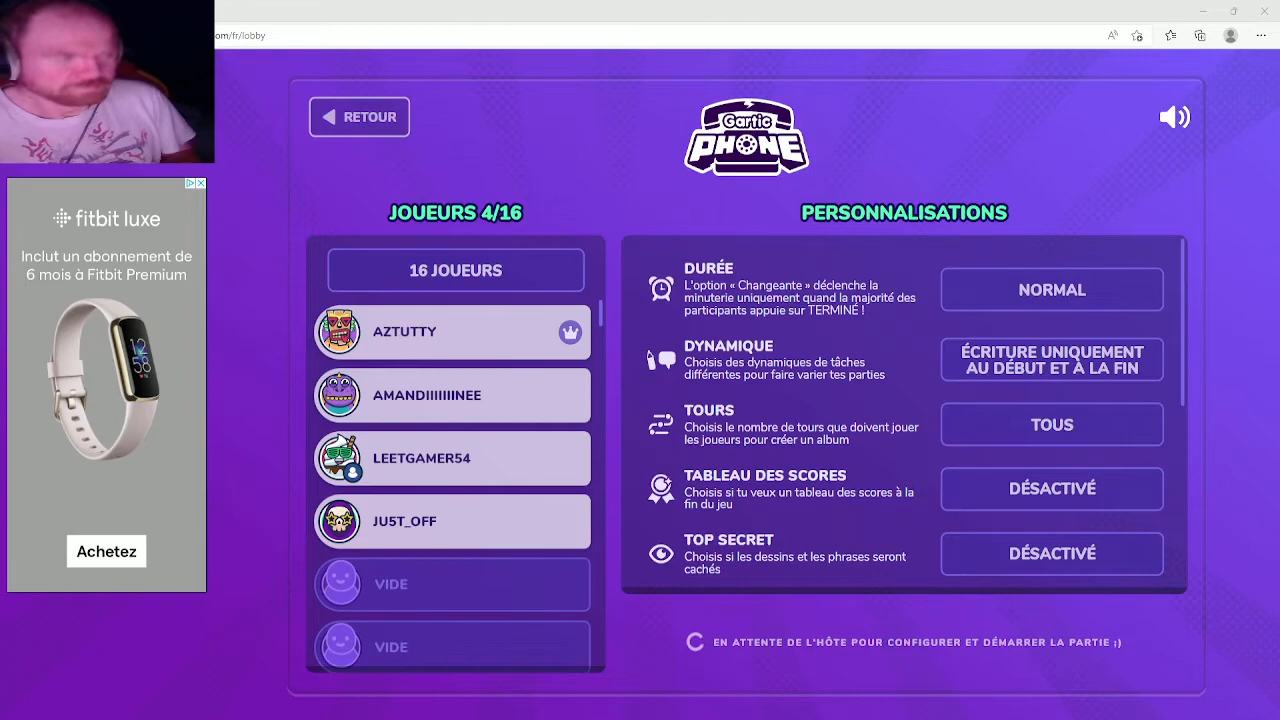 om/fr/lobby
RETOUR
Gartic
PHONE
fitbit luxe
Inclut un abonnement de
6 mois à Fitbit Premium
Achetez
JOUEURS 4/16
16 JOUEURS
AZTUTTY
AMANDIIIIIIINEE
LEETGAMER54
JU5T_OFF
VIDE
VIDE
PERSONNALISATIONS
DURÉE
L'option « Changeante » déclenche la
minuterie uniquement quand la majorité des
participants appuie sur TERMINÉ !
NORMAL
DYNAMIQUE
Choisis des dynamiques de tâches
différentes pour faire varier tes parties
ÉCRITURE UNIQUEMENT
AU DÉBUT ET À LA FIN
TOURS
Choisis le nombre de tours que doivent jouer
les joueurs pour créer un album
TOUS
TABLEAU DES SCORES
Choisis si tu veux un tableau des scores à la
fin du jeu
DÉSACTIVÉ
TOP SECRET
Choisis si les dessins et les phrases seront
cachés
DÉSACTIVÉ
EN ATTENTE DE L'HÔTE POUR CONFIGURER ET DÉMARRER LA PARTIE ;)